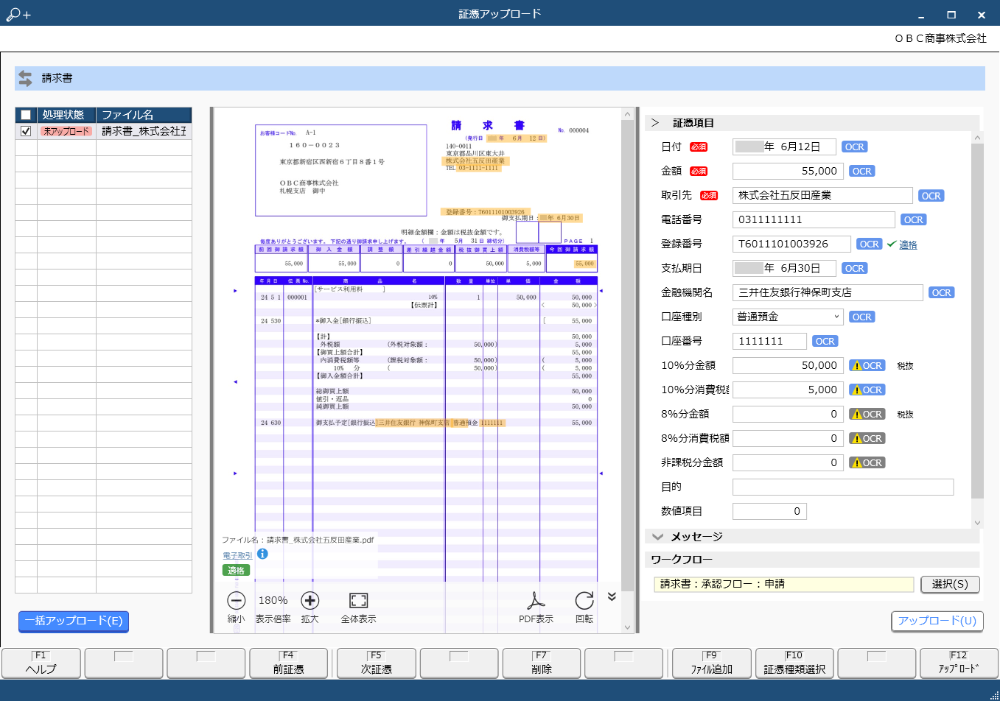 証憑アップロード
ＯＢＣ商事株式会社
請求書
処理状態 ファイル名
未アップロード 請求書_株式会社五
一括アップロード(E)
請 求 書
お客様コードNo. A-1
160-0023
東京都新宿区西新宿６丁目８番１号
ＯＢＣ商事株式会社
札幌支店 御中
No. 000004
(発行日 年 6月 12日)
140-0011
東京都品川区東大井
株式会社五反田産業
TEL 03-1111-1111
登録番号：T6011101003926
御支払期日： 年 6月30日
明細金額欄：金額は税抜金額です。
毎度ありがとうございます。 下記の通り御請求申し上げます。 ( 年 5月 31日 締切分)
PAGE 1
前回御請求額 御入金額 調整額 差引繰越金額 税抜御買上額 消費税額等 今回御請求額
55,000 55,000 0 0 50,000 5,000 55,000
年月日 伝票No. 商 品 名 数 量 単位 単 価 金 額
[サービス利用料 ]
24 5 1 000001 10% 1 50,000 50,000
【伝票計】 < 50,000 >
24 530 *御入金[銀行振込] [ 55,000
【計】 50,000
外税額 (外税対象額： 50,000) 5,000
【御買上額合計】 55,000
内消費税額等 (課税対象額： 50,000) ( 5,000
10% 分 ( 50,000) ( 5,000
【御入金額合計】 55,000
総御買上額 50,000
値引・返品 0
純御買上額 50,000
24 630 御支払予定[銀行振込]三井住友銀行 神保町支店 普通預金 1111111 55,000
ファイル名：請求書_株式会社五反田産業.pdf
電子取引
適格
180%
縮小 表示倍率 拡大 全体表示 PDF表示 回転
証憑項目
日付 必須 年 6月12日 OCR
金額 必須 55,000 OCR
取引先 必須 株式会社五反田産業 OCR
電話番号 0311111111 OCR
登録番号 T6011101003926 OCR 適格
支払期日 年 6月30日 OCR
金融機関名 三井住友銀行神保町支店 OCR
口座種別 普通預金 OCR
口座番号 1111111 OCR
10%分金額 50,000 OCR 税抜
10%分消費税 5,000 OCR
8%分金額 0 OCR 税抜
8%分消費税額 0 OCR
非課税分金額 0 OCR
目的
数値項目 0
メッセージ
ワークフロー
請求書：承認フロー：申請 選択(S)
アップロード(U)
F1 F4 F5 F7 F9 F10 F12
ヘルプ 前証憑 次証憑 削除 ﾌｧｲﾙ追加 証憑種類選択 ｱｯﾌﾟﾛｰﾄﾞ